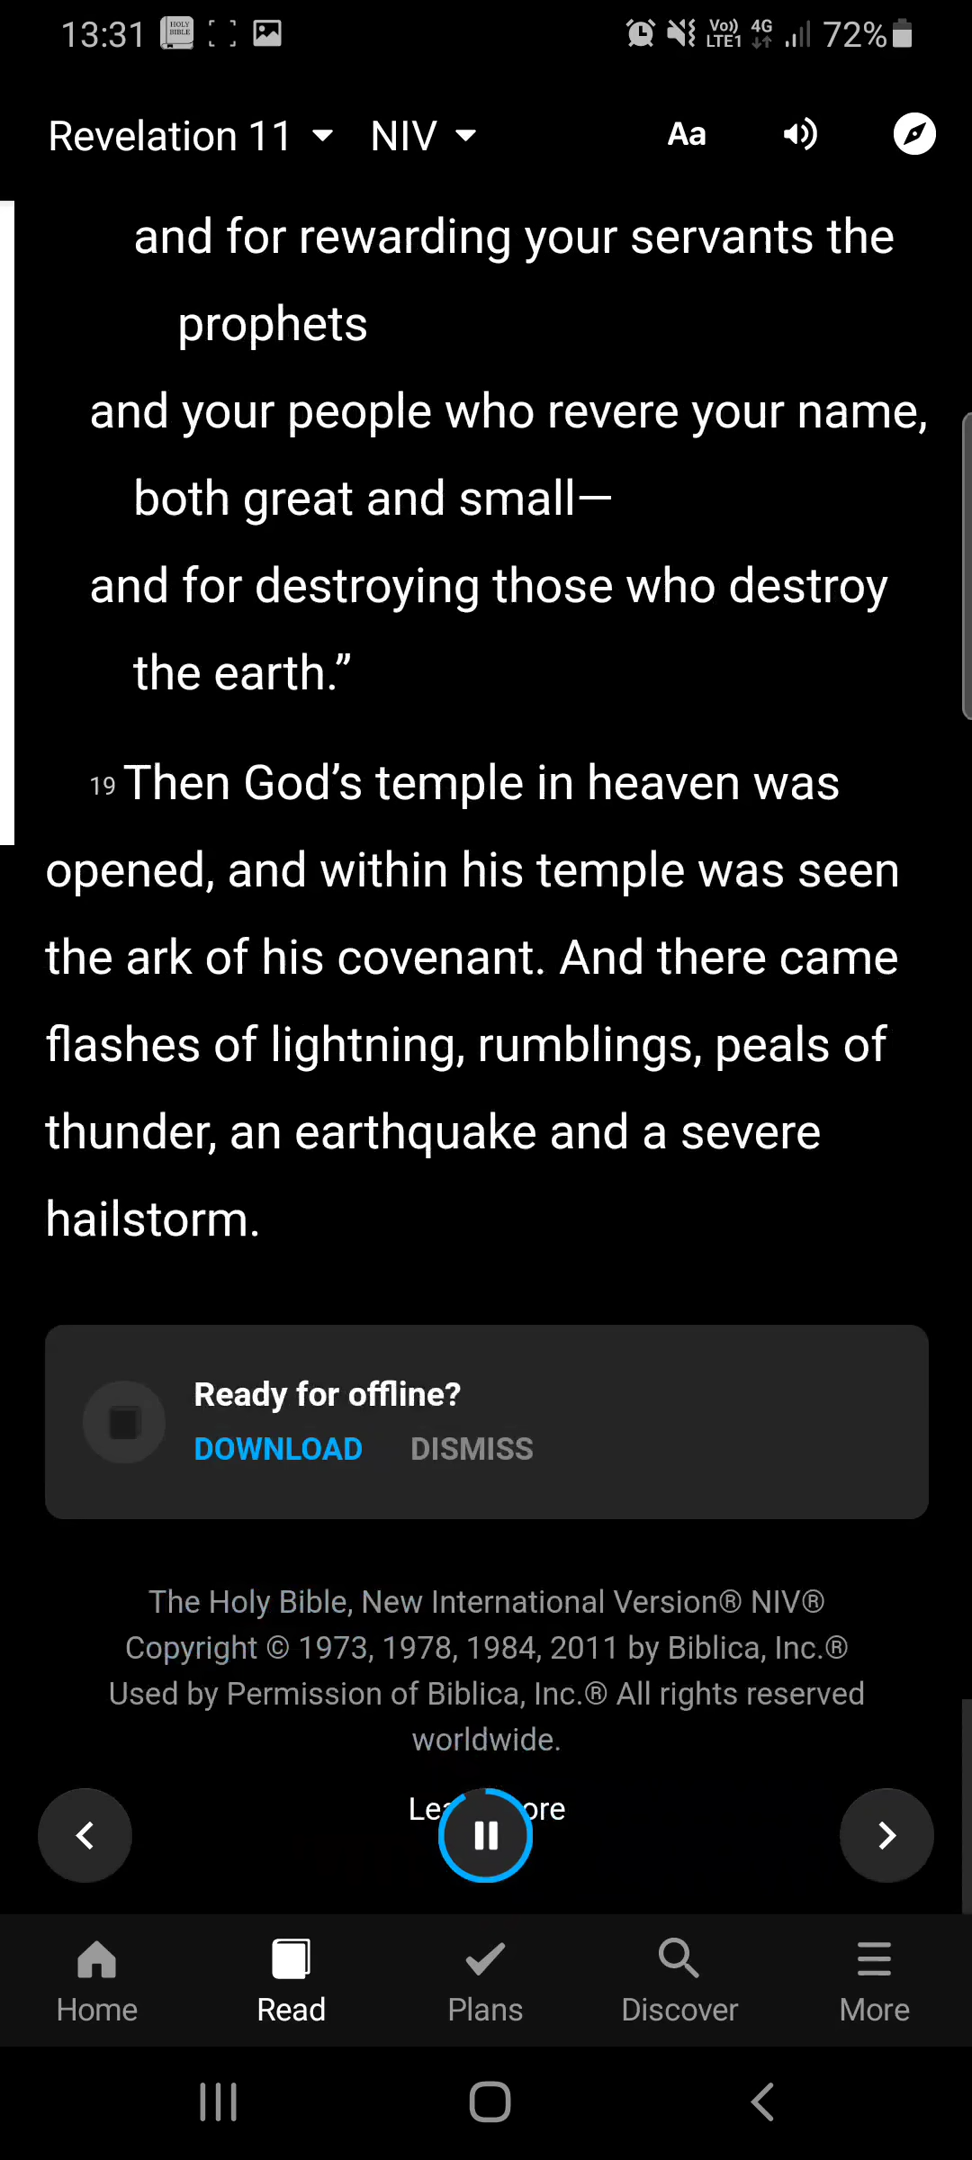 13:31 HOLY BIBLE Vo)) LTE1 4G 72%
Revelation 11 NIV Aa
and for rewarding your servants the
prophets
and your people who revere your name,
both great and small—
and for destroying those who destroy
the earth.”
19 Then God’s temple in heaven was
opened, and within his temple was seen
the ark of his covenant. And there came
flashes of lightning, rumblings, peals of
thunder, an earthquake and a severe
hailstorm.
Ready for offline?
DOWNLOAD DISMISS
The Holy Bible, New International Version® NIV®
Copyright © 1973, 1978, 1984, 2011 by Biblica, Inc.®
Used by Permission of Biblica, Inc.® All rights reserved
worldwide.
Home Read Plans Discover More